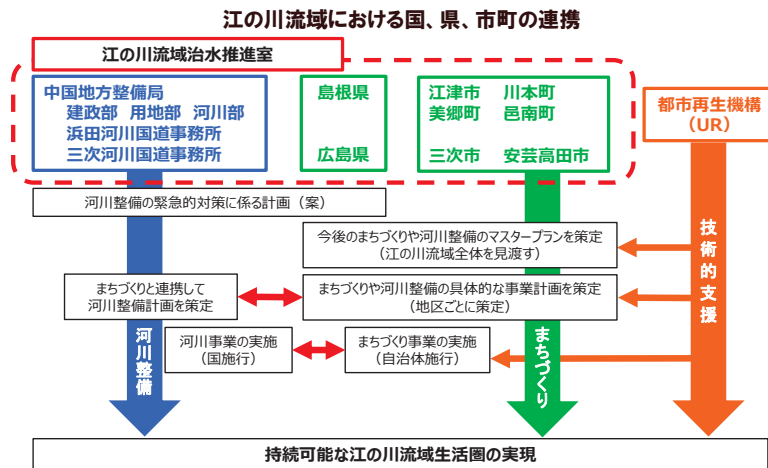 江の川流域における国、県、市町の連携
江の川流域治水推進室
中国地方整備局
建政部 用地部 河川部
浜田河川国道事務所
三次河川国道事務所
島根県
広島県
江津市 川本町
美郷町 邑南町
三次市 安芸高田市
都市再生機構
(UR)
河川整備の緊急的対策に係る計画(案)
今後のまちづくりや河川整備のマスタープランを策定
(江の川流域全体を見渡す)
まちづくりと連携して
河川整備計画を策定
まちづくりや河川整備の具体的な事業計画を策定
(地区ごとに策定)
河川事業の実施
(国施行)
まちづくり事業の実施
(自治体施行)
河川整備
まちづくり
技術的支援
持続可能な江の川流域生活圏の実現